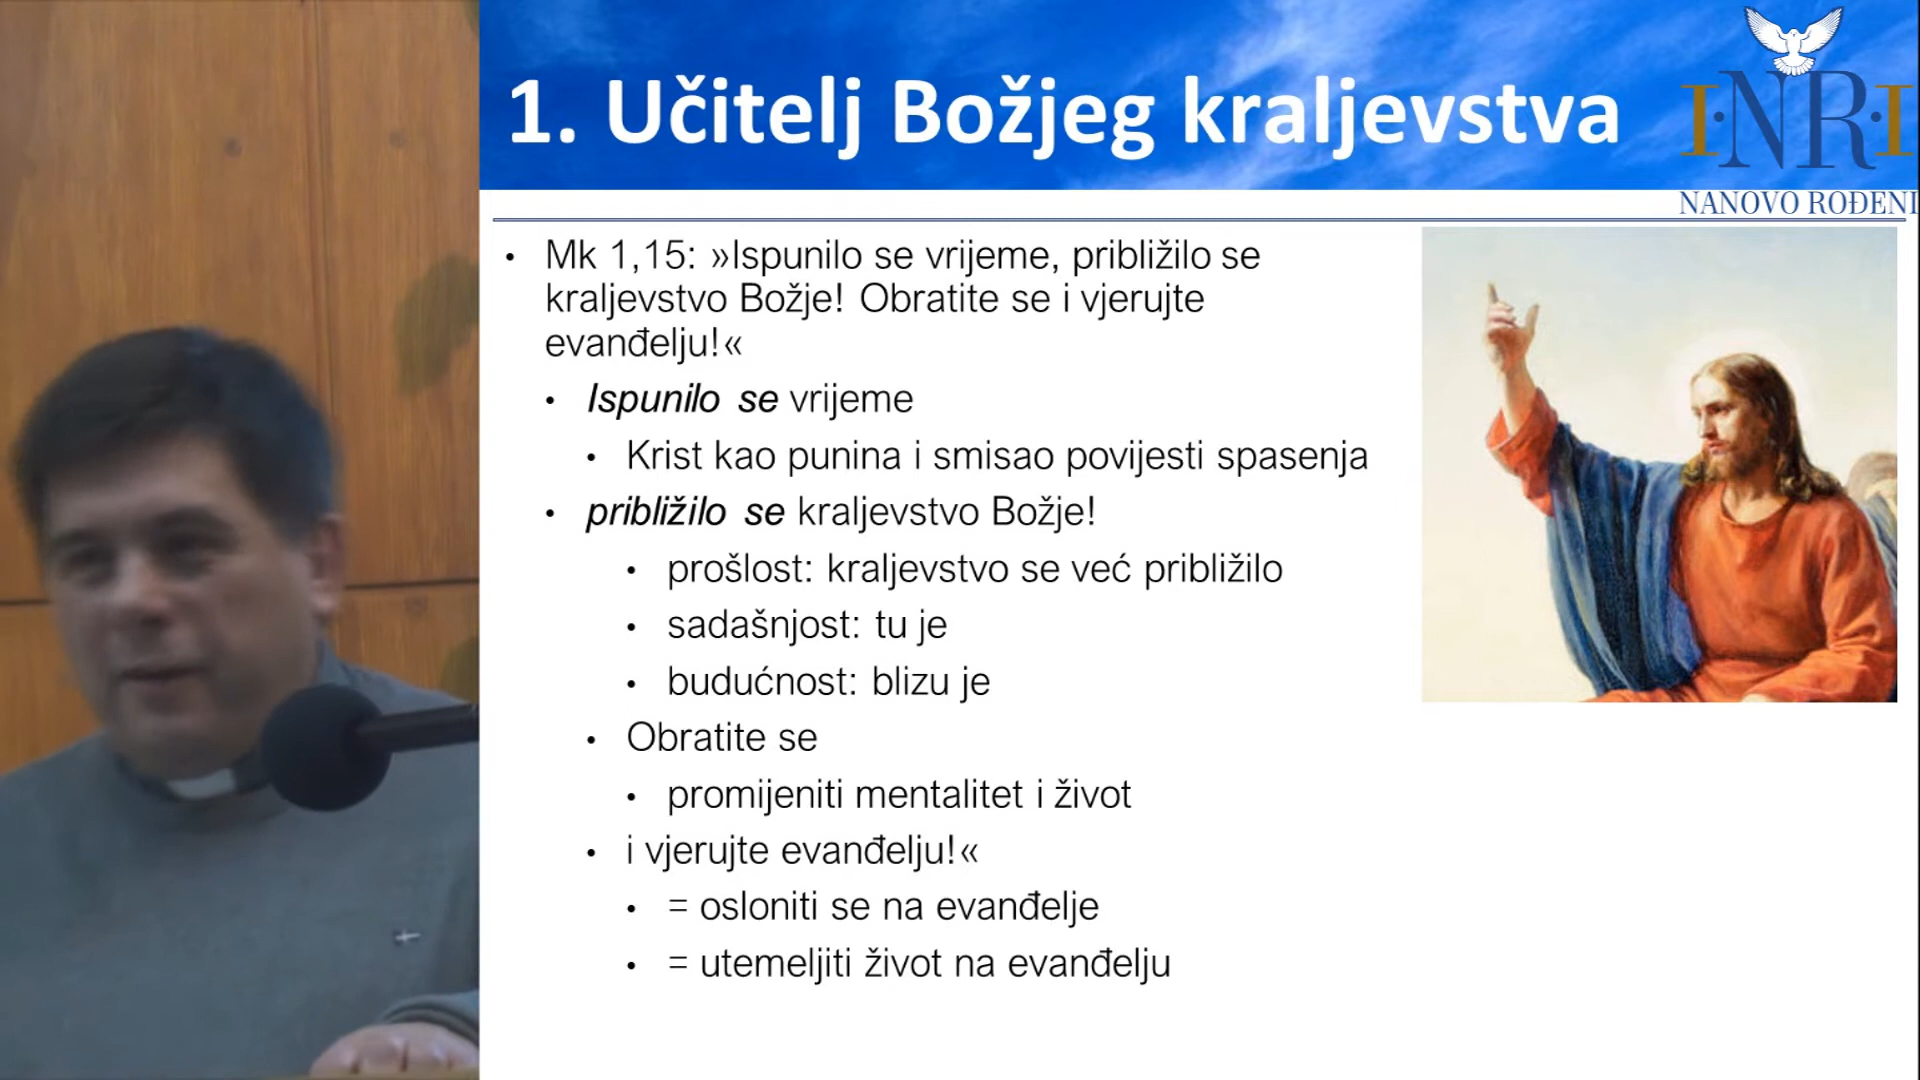 1. Učitelj Božjeg kraljevstva
I·NR·I
NANOVO ROĐENI
• Mk 1,15: »Ispunilo se vrijeme, približilo se
kraljevstvo Božje! Obratite se i vjerujte
evanđelju!«
• Ispunilo se vrijeme
• Krist kao punina i smisao povijesti spasenja
• približilo se kraljevstvo Božje!
• prošlost: kraljevstvo se već približilo
• sadašnjost: tu je
• budućnost: blizu je
• Obratite se
• promijeniti mentalitet i život
• i vjerujte evanđelju!«
• = osloniti se na evanđelje
• = utemeljiti život na evanđelju